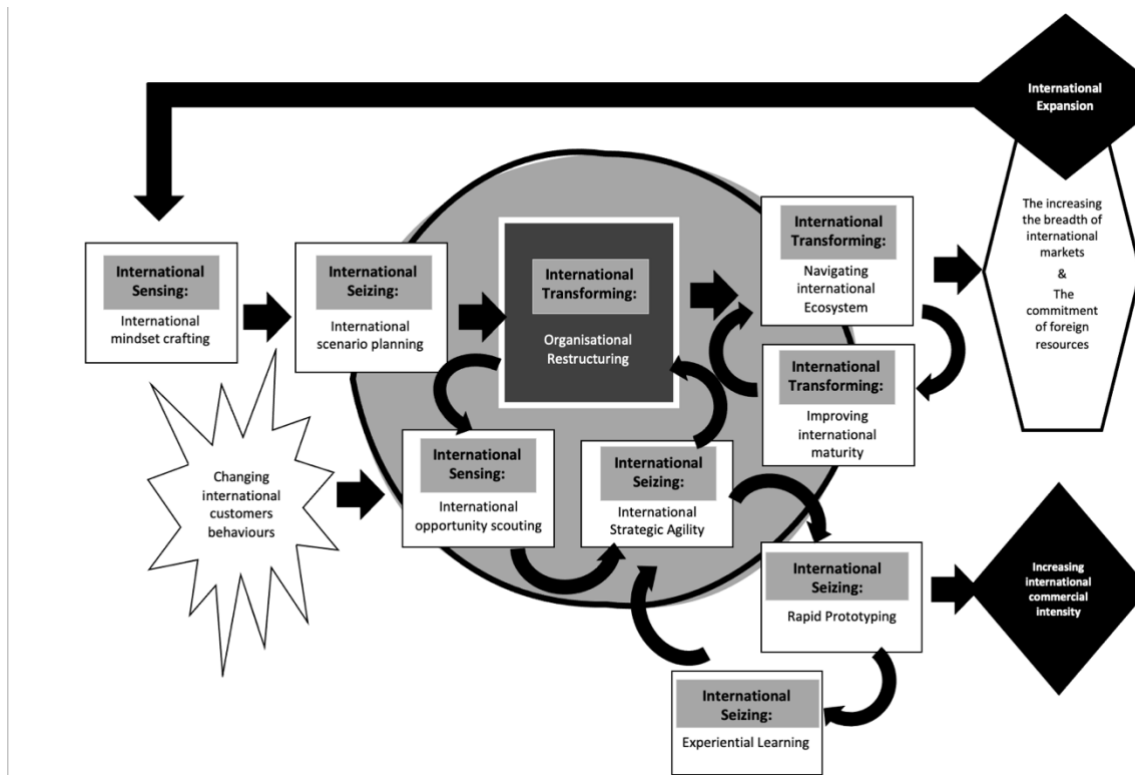 International
Expansion
The increasing
the breadth of
international
markets
&
The
commitment
of foreign
resources
International
Sensing:
International
mindset crafting
International
Seizing:
International
scenario planning
International
Transforming:
Organisational
Restructuring
International
Transforming:
Navigating
international
Ecosystem
International
Transforming:
Improving
international
maturity
Changing
international
customers
behaviours
International
Sensing:
International
opportunity scouting
International
Seizing:
International
Strategic Agility
International
Seizing:
Rapid Prototyping
Increasing
international
commercial
intensity
International
Seizing:
Experiential Learning